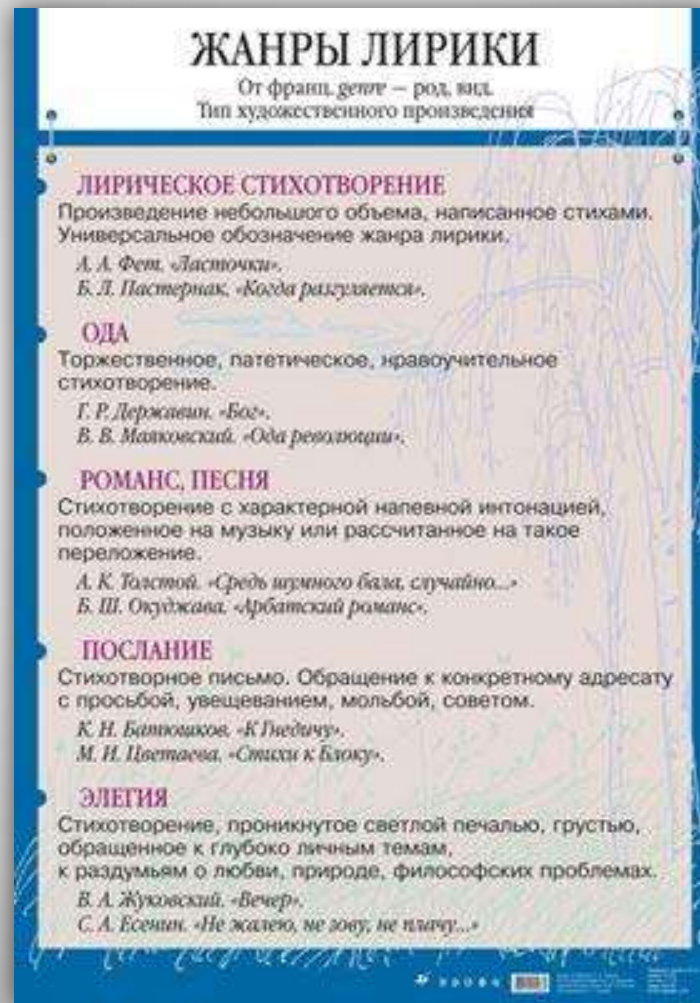 ЖАНРЫ ЛИРИКИ
От франц. genre — род, вид.
Тип художественного произведения
ЛИРИЧЕСКОЕ СТИХОТВОРЕНИЕ
Произведение небольшого объема, написанное стихами.
Универсальное обозначение жанра лирики.
А. А. Фет. «Ласточки».
Б. Л. Пастернак. «Когда разгуляется».
ОДА
Торжественное, патетическое, нравоучительное
стихотворение.
Г. Р. Державин. «Бог».
В. В. Маяковский. «Ода революции».
РОМАНС, ПЕСНЯ
Стихотворение с характерной напевной интонацией,
положенное на музыку или рассчитанное на такое
переложение.
А. К. Толстой. «Средь шумного бала, случайно...»
Б. Ш. Окуджава. «Арбатский романс».
ПОСЛАНИЕ
Стихотворное письмо. Обращение к конкретному адресату
с просьбой, увещеванием, мольбой, советом.
К. Н. Батюшков. «К Гнедичу».
М. И. Цветаева. «Стихи к Блоку».
ЭЛЕГИЯ
Стихотворение, проникнутое светлой печалью, грустью,
обращенное к глубоко личным темам,
к раздумьям о любви, природе, философских проблемах.
В. А. Жуковский. «Вечер».
С. А. Есенин. «Не жалею, не зову, не плачу...»